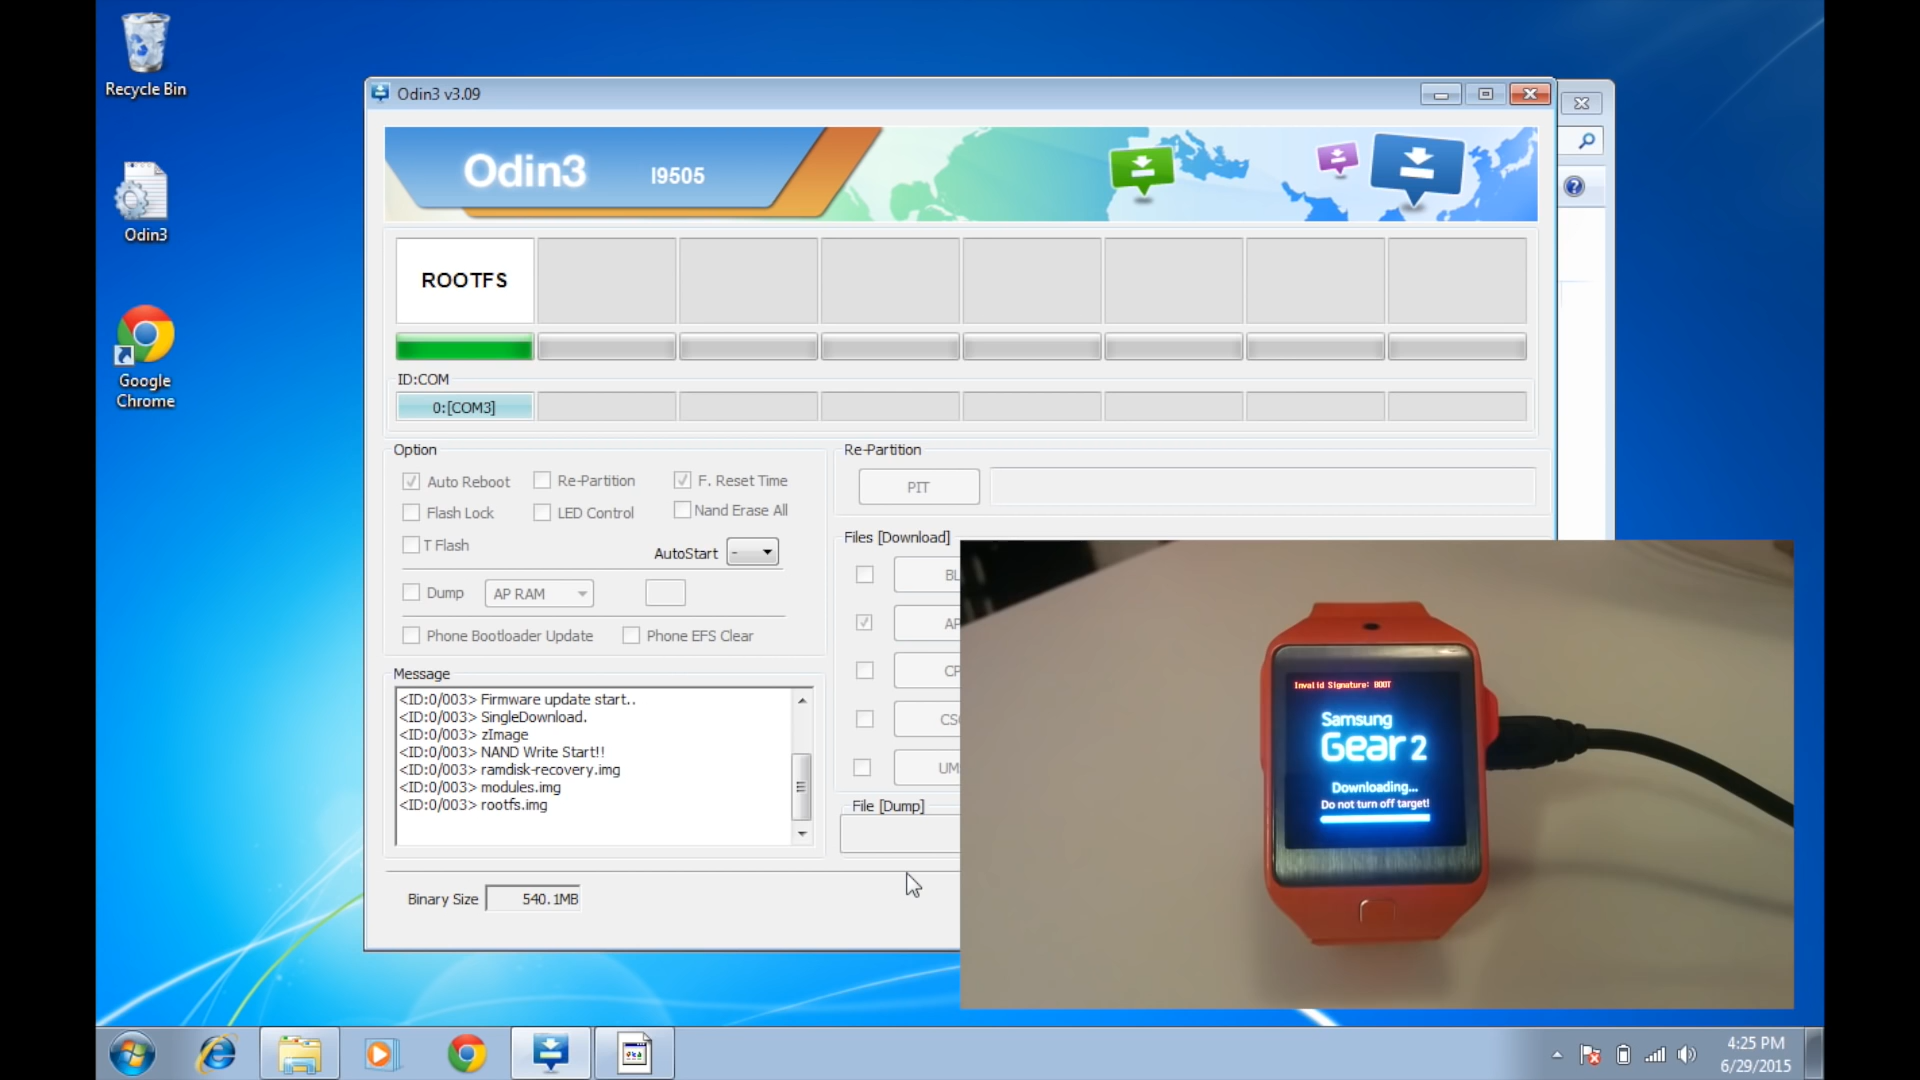 Recycle Bin
Odin3
Google
Chrome
Odin3 v3.09
Odin3 I9505
ROOTFS
ID:COM
0:[COM3]
Option
Auto Reboot
Re-Partition
F. Reset Time
Flash Lock
LED Control
Nand Erase All
T Flash
AutoStart -
Dump
AP RAM
Phone Bootloader Update
Phone EFS Clear
Re-Partition
PIT
Files [Download]
BL
AP
CP
UM
File [Dump]
Message
<ID:0/003> Firmware update start..
<ID:0/003> SingleDownload.
<ID:0/003> zImage
<ID:0/003> NAND Write Start!!
<ID:0/003> ramdisk-recovery.img
<ID:0/003> modules.img
<ID:0/003> rootfs.img
Binary Size 540.1MB
Invalid Signature: BOOT
Samsung
Gear 2
Downloading...
Do not turn off target!
4:25 PM
6/29/2015